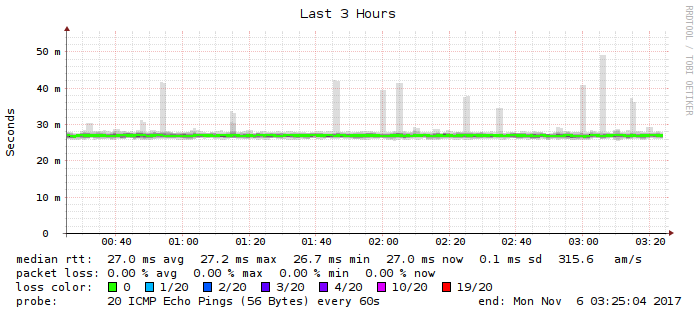 Last 3 Hours
RRDTOOL / TOBI OETIKER
Seconds
50 m
40 m
30 m
20 m
10 m
0
00:40 01:00 01:20 01:40 02:00 02:20 02:40 03:00 03:20
median rtt: 27.0 ms avg 27.2 ms max 26.7 ms min 27.0 ms now 0.1 ms sd 315.6 am/s
packet loss: 0.00 % avg 0.00 % max 0.00 % min 0.00 % now
loss color: 0 1/20 2/20 3/20 4/20 10/20 19/20
probe: 20 ICMP Echo Pings (56 Bytes) every 60s end: Mon Nov 6 03:25:04 2017